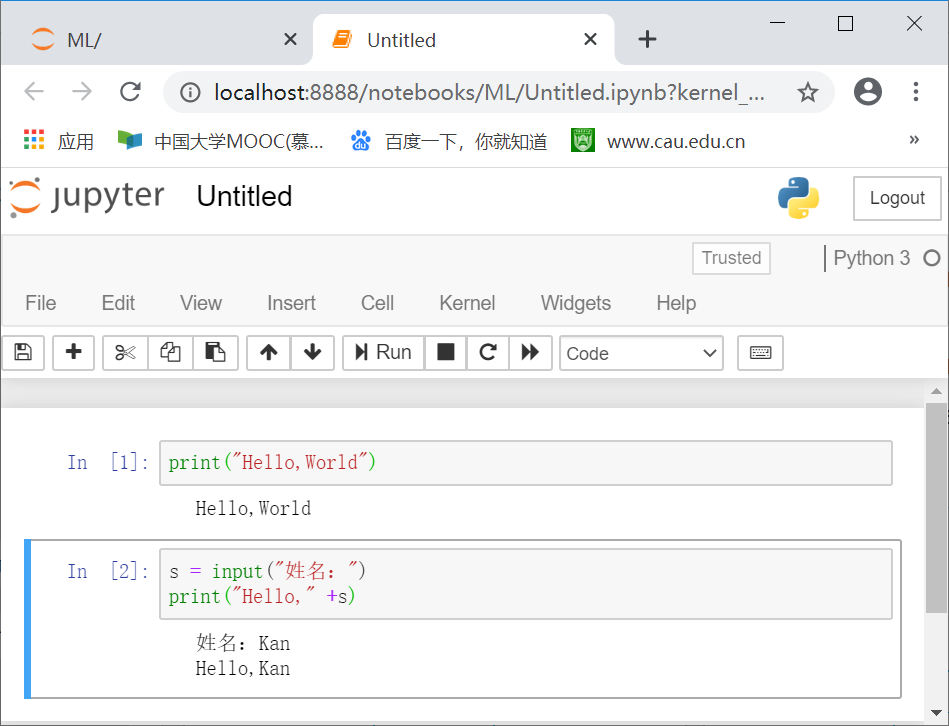 ML/
Untitled
localhost:8888/notebooks/ML/Untitled.ipynb?kernel_...
应用 中国大学MOOC(慕... 百度一下，你就知道 www.cau.edu.cn »
jupyter Untitled Logout
Trusted Python 3
File Edit View Insert Cell Kernel Widgets Help
Run Code
In [1]: print("Hello,World")
Hello,World
In [2]: s = input("姓名：")
print("Hello," +s)
姓名：Kan
Hello,Kan